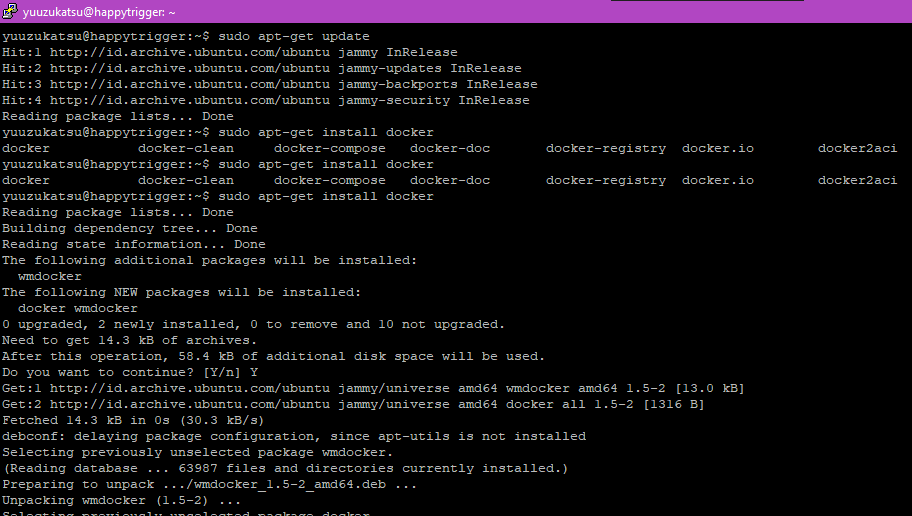 yuuzukatsu@happytrigger: ~
yuuzukatsu@happytrigger:~$ sudo apt-get update
Hit:1 http://id.archive.ubuntu.com/ubuntu jammy InRelease
Hit:2 http://id.archive.ubuntu.com/ubuntu jammy-updates InRelease
Hit:3 http://id.archive.ubuntu.com/ubuntu jammy-backports InRelease
Hit:4 http://id.archive.ubuntu.com/ubuntu jammy-security InRelease
Reading package lists... Done
yuuzukatsu@happytrigger:~$ sudo apt-get install docker
docker docker-clean docker-compose docker-doc docker-registry docker.io docker2aci
yuuzukatsu@happytrigger:~$ sudo apt-get install docker
docker docker-clean docker-compose docker-doc docker-registry docker.io docker2aci
yuuzukatsu@happytrigger:~$ sudo apt-get install docker
Reading package lists... Done
Building dependency tree... Done
Reading state information... Done
The following additional packages will be installed:
  wmdocker
The following NEW packages will be installed:
  docker wmdocker
0 upgraded, 2 newly installed, 0 to remove and 10 not upgraded.
Need to get 14.3 kB of archives.
After this operation, 58.4 kB of additional disk space will be used.
Do you want to continue? [Y/n] Y
Get:1 http://id.archive.ubuntu.com/ubuntu jammy/universe amd64 wmdocker amd64 1.5-2 [13.0 kB]
Get:2 http://id.archive.ubuntu.com/ubuntu jammy/universe amd64 docker all 1.5-2 [1316 B]
Fetched 14.3 kB in 0s (30.3 kB/s)
debconf: delaying package configuration, since apt-utils is not installed
Selecting previously unselected package wmdocker.
(Reading database ... 63987 files and directories currently installed.)
Preparing to unpack .../wmdocker_1.5-2_amd64.deb ...
Unpacking wmdocker (1.5-2) ...
Selecting previously unselected package docker.